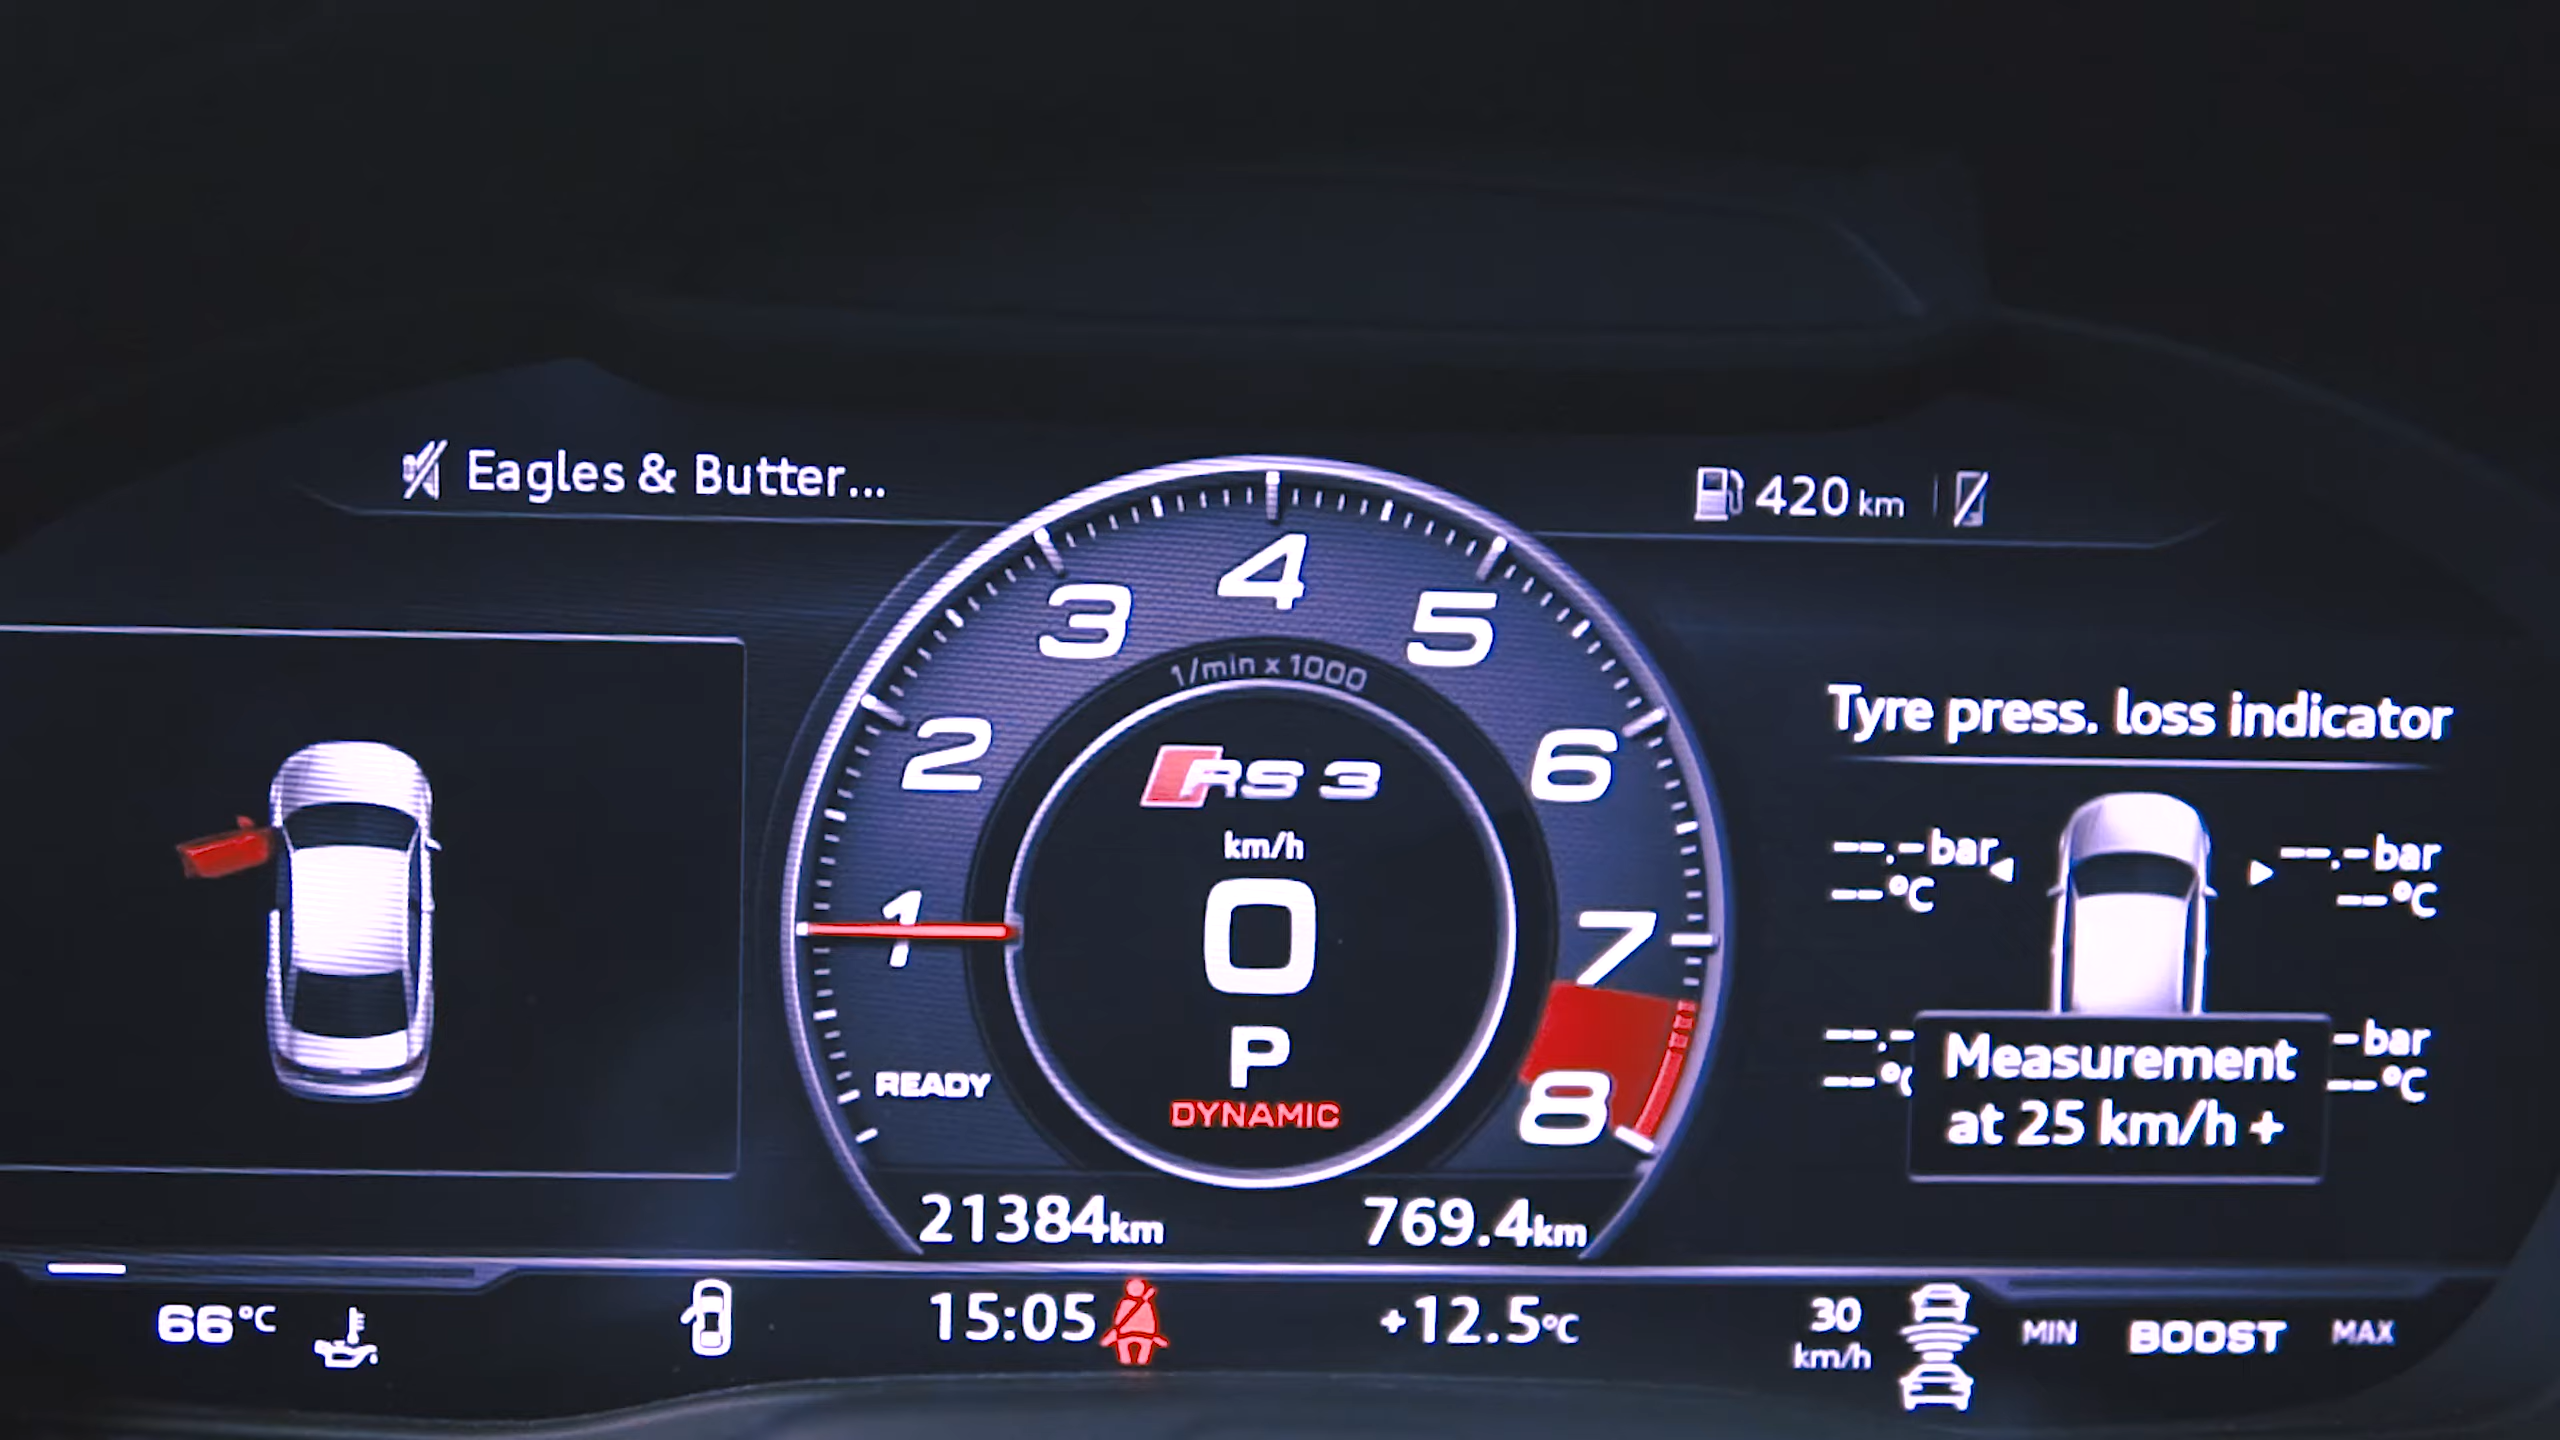 Eagles & Butter...
420 km
1
2
3
4
5
6
7
8
1/min x 1000
RS 3
km/h
0
P
DYNAMIC
READY
21384km
769.4km
Tyre press. loss indicator
--.-bar
--°C
--.-bar
--°C
--.-
--°C
-bar
--°C
Measurement
at 25 km/h +
66°C
15:05
+12.5°C
30
km/h
MIN BOOST MAX